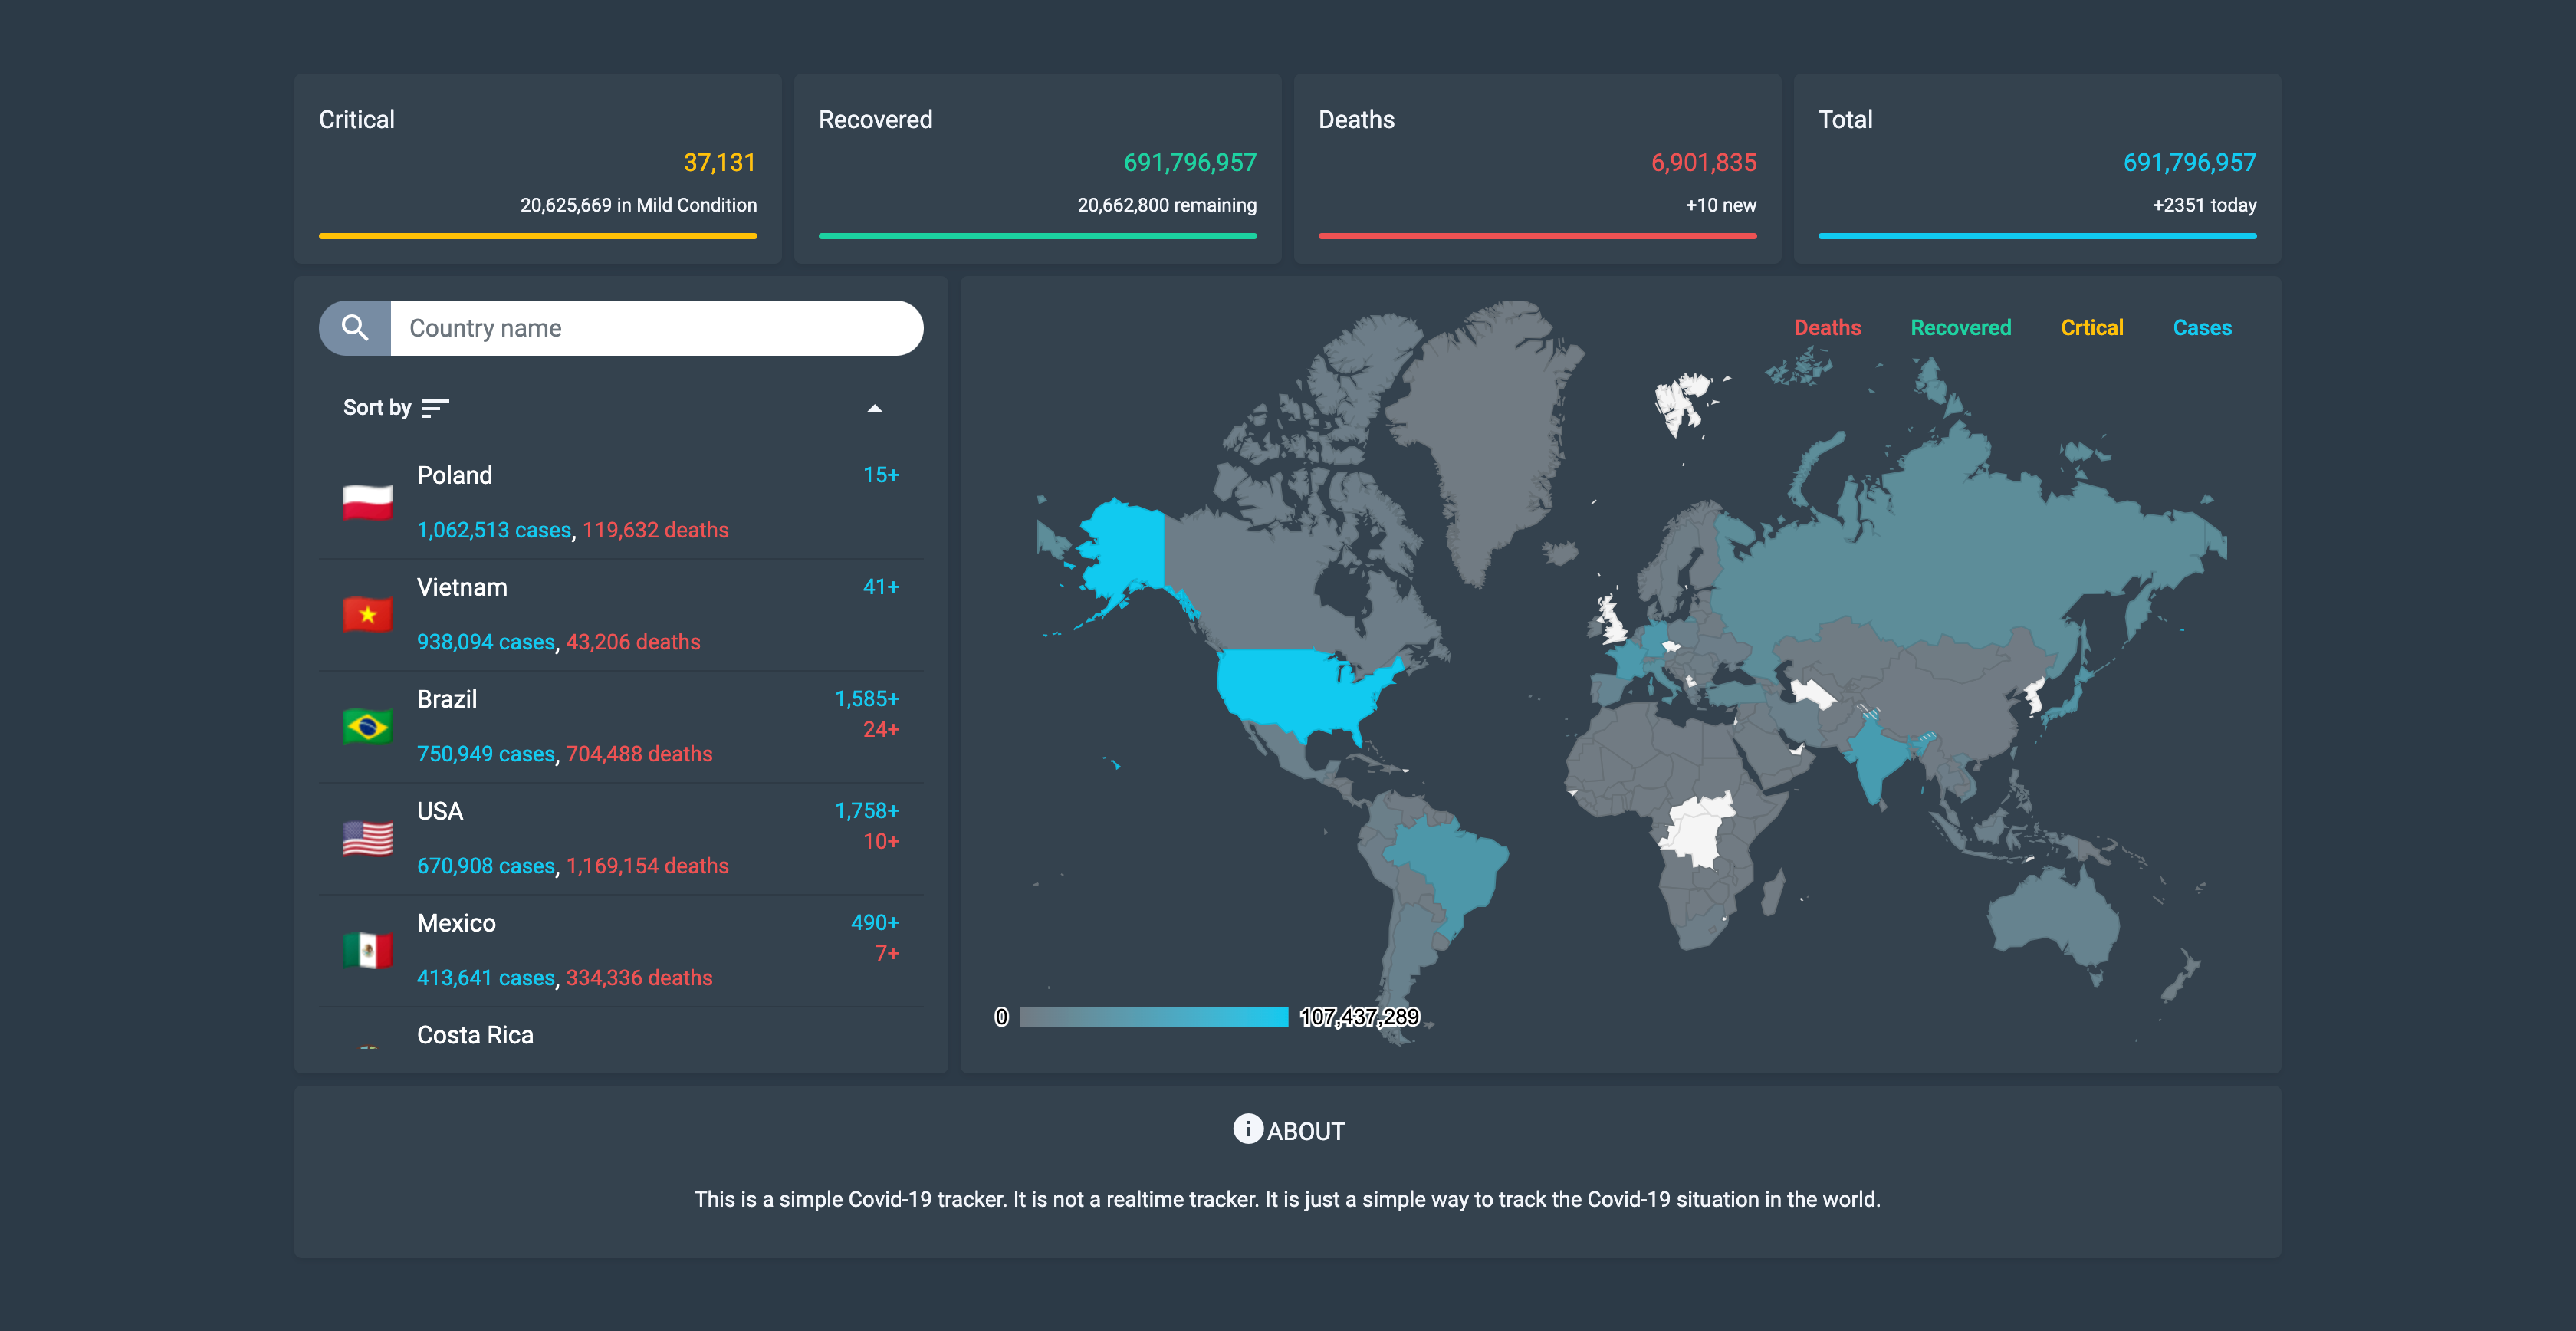 Critical
37,131
20,625,669 in Mild Condition
Recovered
691,796,957
20,662,800 remaining
Deaths
6,901,835
+10 new
Total
691,796,957
+2351 today
Country name
Sort by
Poland 15+
1,062,513 cases, 119,632 deaths
Vietnam 41+
938,094 cases, 43,206 deaths
Brazil 1,585+
24+
750,949 cases, 704,488 deaths
USA 1,758+
10+
670,908 cases, 1,169,154 deaths
Mexico 490+
7+
413,641 cases, 334,336 deaths
Costa Rica
Deaths Recovered Crtical Cases
0 107,437,289
ABOUT
This is a simple Covid-19 tracker. It is not a realtime tracker. It is just a simple way to track the Covid-19 situation in the world.